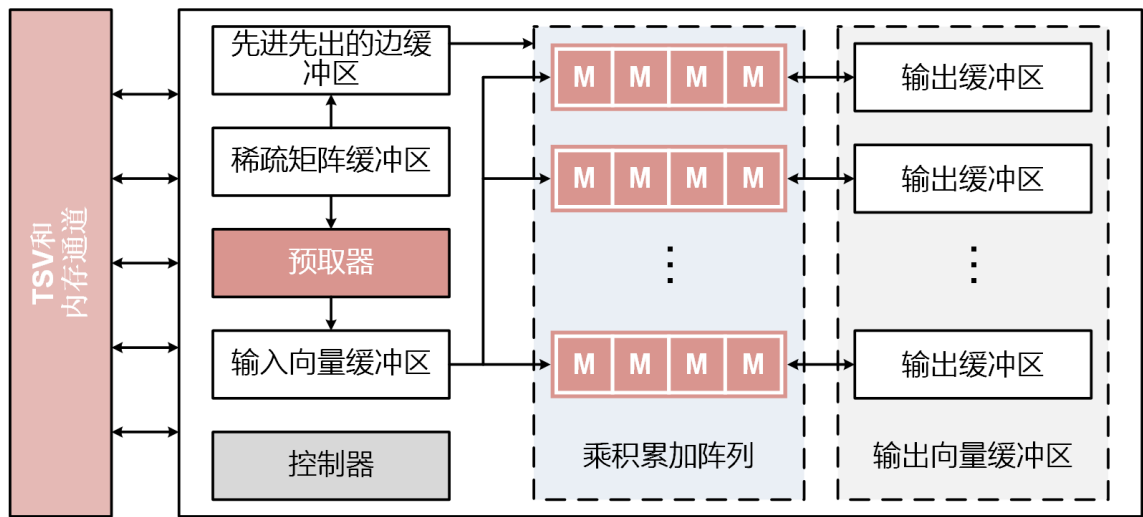 TSV和
内存通道
先进先出的边缓
冲区
稀疏矩阵缓冲区
预取器
输入向量缓冲区
控制器
M M M M
M M M M
M M M M
乘积累加阵列
输出缓冲区
输出缓冲区
输出缓冲区
输出向量缓冲区